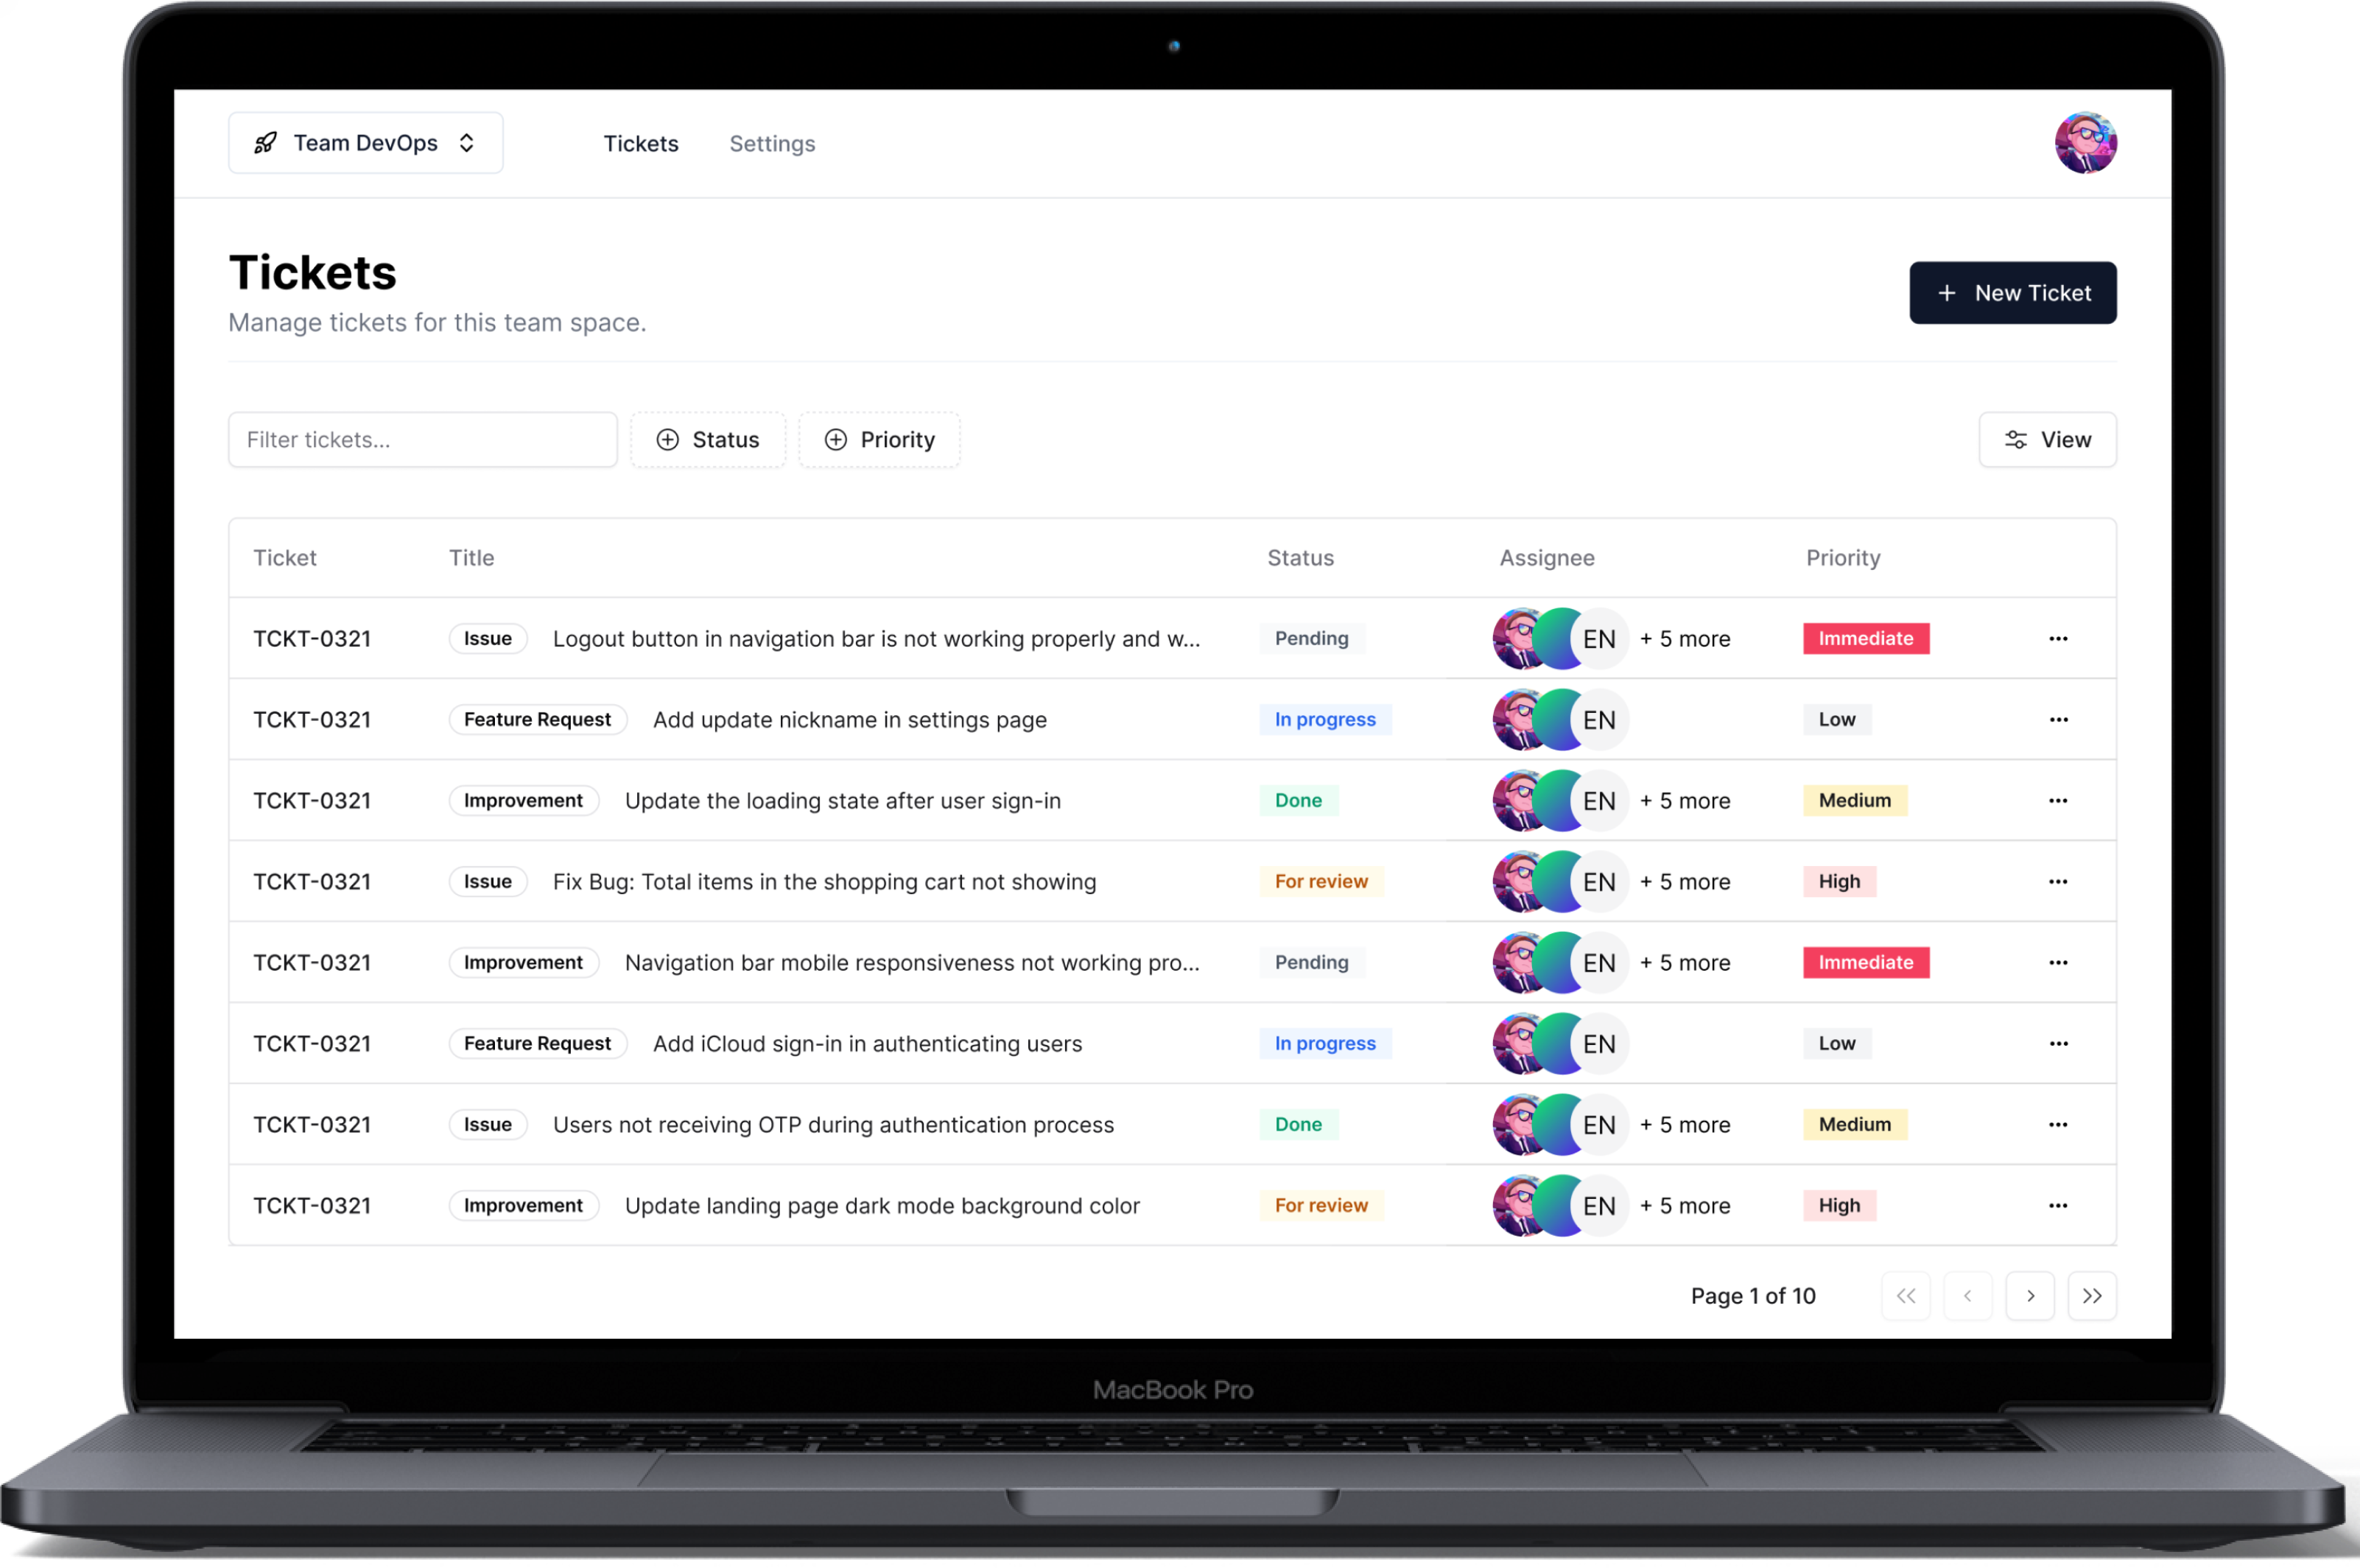 Team DevOps Tickets Settings
Tickets
Manage tickets for this team space.
+ New Ticket
Filter tickets... Status Priority View
Ticket Title Status Assignee Priority
TCKT-0321 Issue Logout button in navigation bar is not working properly and w... Pending EN + 5 more Immediate ...
TCKT-0321 Feature Request Add update nickname in settings page In progress EN Low ...
TCKT-0321 Improvement Update the loading state after user sign-in Done EN + 5 more Medium ...
TCKT-0321 Issue Fix Bug: Total items in the shopping cart not showing For review EN + 5 more High ...
TCKT-0321 Improvement Navigation bar mobile responsiveness not working pro... Pending EN + 5 more Immediate ...
TCKT-0321 Feature Request Add iCloud sign-in in authenticating users In progress EN Low ...
TCKT-0321 Issue Users not receiving OTP during authentication process Done EN + 5 more Medium ...
TCKT-0321 Improvement Update landing page dark mode background color For review EN + 5 more High ...
Page 1 of 10
MacBook Pro